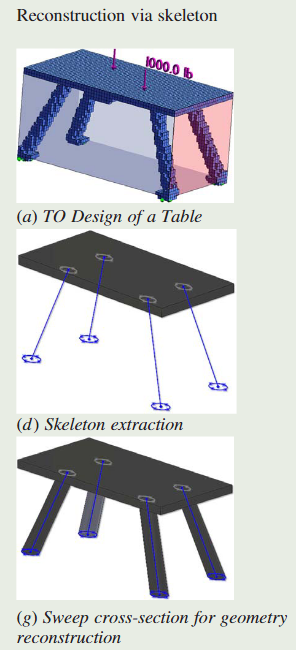 Reconstruction via skeleton
1000.0 lb
(a) TO Design of a Table
(d) Skeleton extraction
(g) Sweep cross-section for geometry
reconstruction